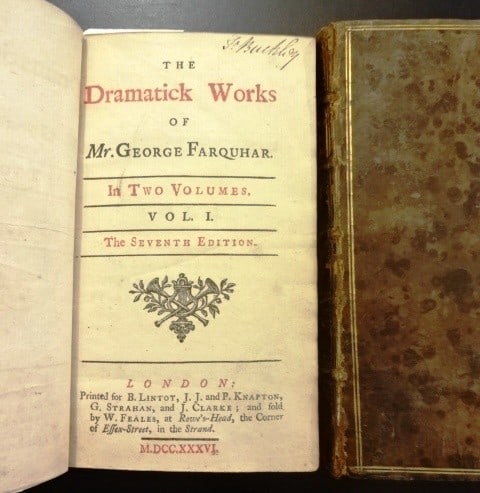 Fr Buckley
THE
Dramatick Works
OF
Mr. GEORGE FARQUHAR.
In TWO VOLUMES.
VOL. I.
The SEVENTH EDITION.
LONDON:
Printed for B. LINTOT, J. J. and P. KNAPTON,
G. STRAHAN, and J. CLARKE; and sold
by W. FEALES, at Rowe's-Head, the Corner
of Essex-Street, in the Strand.
M.DCC.XXXVI.